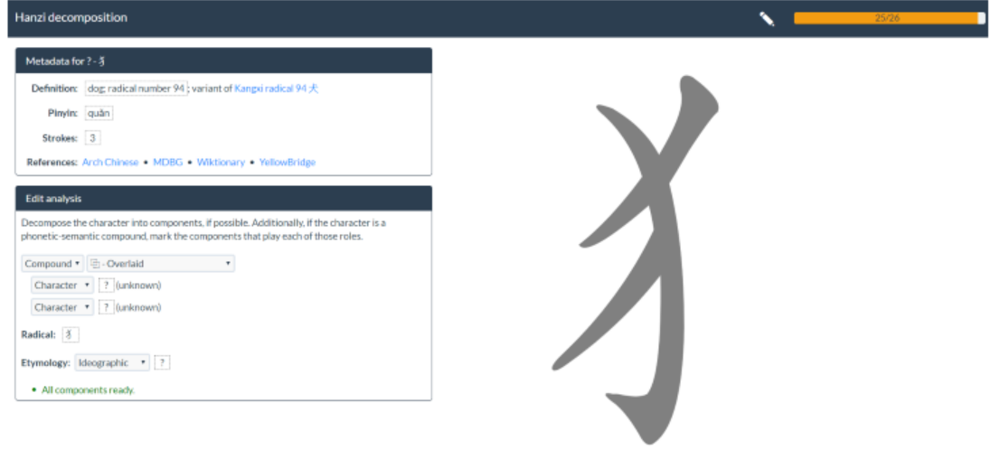 Hanzi decomposition
25/26
Metadata for ? - 犭
Definition: dog; radical number 94 ; variant of Kangxi radical 94 犬
Pinyin: quǎn
Strokes: 3
References: Arch Chinese • MDBG • Wiktionary • YellowBridge
Edit analysis
Decompose the character into components, if possible. Additionally, if the character is a
phonetic-semantic compound, mark the components that play each of those roles.
Compound ⿻ - Overlaid
Character ? (unknown)
Character ? (unknown)
Radical: 犭
Etymology: Ideographic ?
• All components ready.
犭